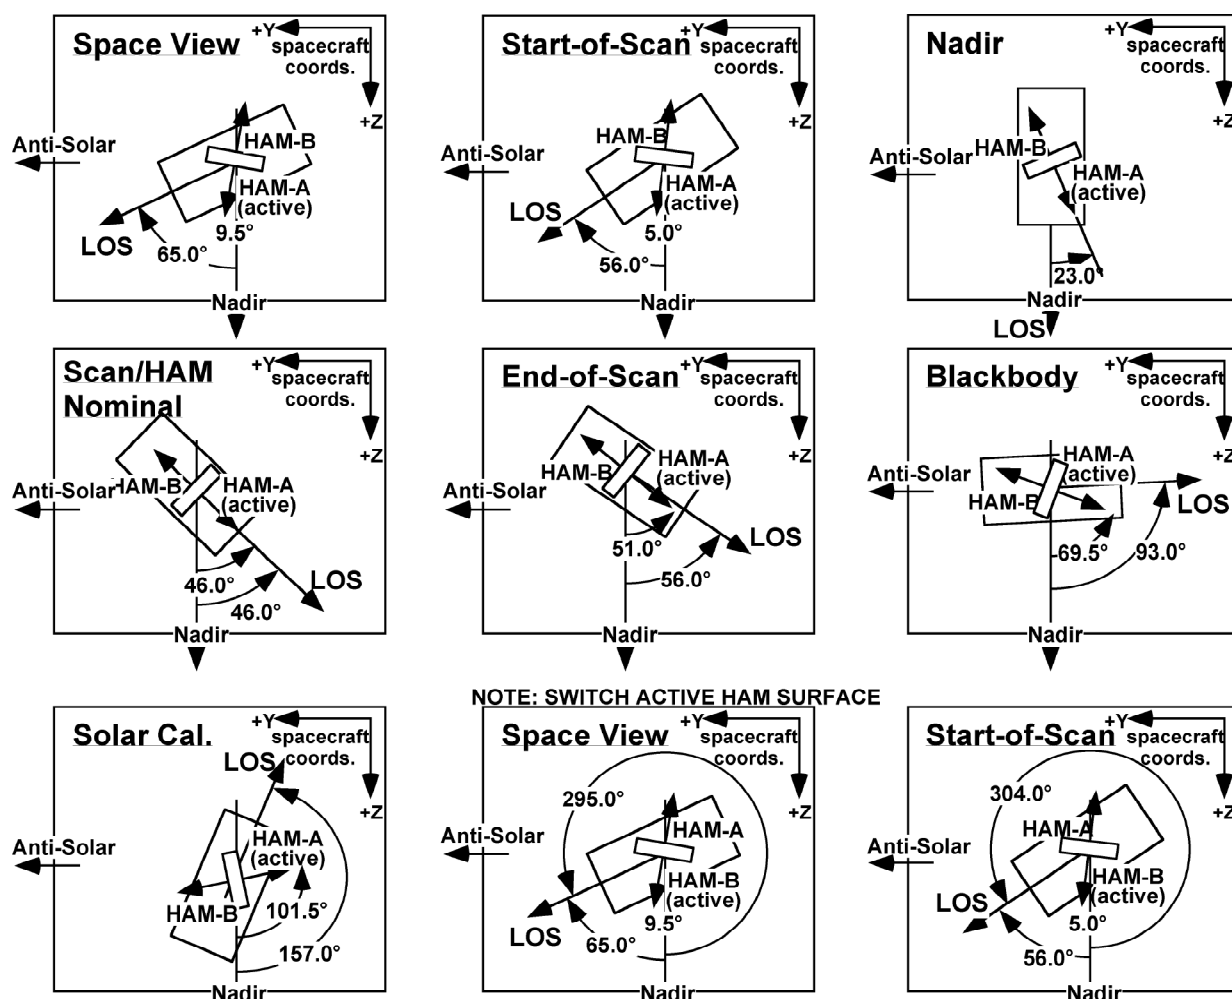 Space View
+Y
spacecraft
coords.
+Z
Anti-Solar
HAM-B
HAM-A
(active)
LOS
9.5°
65.0°
Nadir
Start-of-Scan
+Y
spacecraft
coords.
+Z
Anti-Solar
HAM-B
HAM-A
(active)
LOS
5.0°
56.0°
Nadir
Nadir
+Y
spacecraft
coords.
+Z
Anti-Solar
HAM-B
HAM-A
(active)
23.0°
Nadir
LOS
Scan/HAM
Nominal
+Y
spacecraft
coords.
+Z
Anti-Solar
HAM-B
HAM-A
(active)
46.0°
LOS
46.0°
Nadir
End-of-Scan
+Y
spacecraft
coords.
+Z
Anti-Solar
HAM-B
HAM-A
(active)
51.0°
LOS
56.0°
Nadir
Blackbody
+Y
spacecraft
coords.
+Z
Anti-Solar
HAM-A
(active)
HAM-B
LOS
69.5°
93.0°
Nadir
NOTE: SWITCH ACTIVE HAM SURFACE
Solar Cal.
+Y
spacecraft
coords.
+Z
LOS
Anti-Solar
HAM-A
(active)
HAM-B
101.5°
157.0°
Nadir
Space View
+Y
spacecraft
coords.
+Z
295.0°
Anti-Solar
HAM-A
HAM-B
(active)
LOS
9.5°
65.0°
Nadir
Start-of-Scan
+Y
spacecraft
coords.
+Z
304.0°
Anti-Solar
HAM-A
HAM-B
(active)
LOS
5.0°
56.0°
Nadir